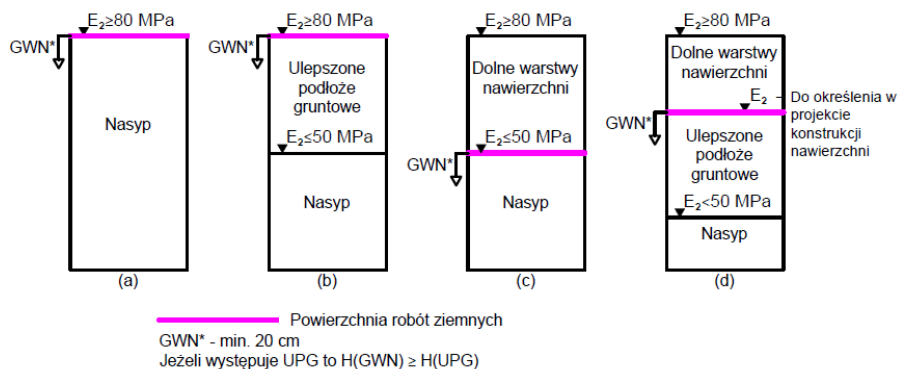 E₂≥80 MPa
GWN*
Nasyp
(a)
E₂≥80 MPa
GWN*
Ulepszone
podłoże
gruntowe
E₂≤50 MPa
Nasyp
(b)
E₂≥80 MPa
Dolne warstwy
nawierzchni
E₂≤50 MPa
GWN*
Nasyp
(c)
E₂≥80 MPa
Dolne warstwy
nawierzchni
E₂ – Do określenia w
projekcie
konstrukcji
nawierzchni
GWN*
Ulepszone
podłoże
gruntowe
E₂<50 MPa
Nasyp
(d)
Powierzchnia robót ziemnych
GWN* - min. 20 cm
Jeżeli występuje UPG to H(GWN) ≥ H(UPG)